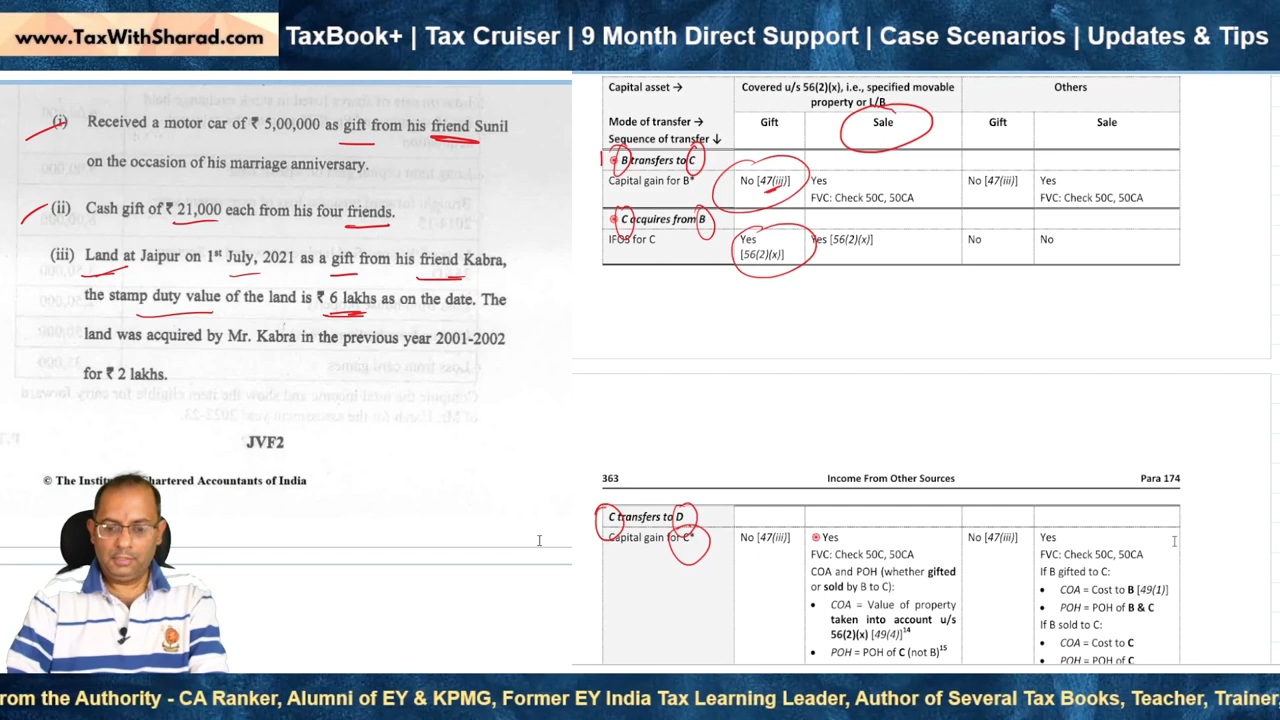 www.TaxWithSharad.com
TaxBook+ | Tax Cruiser | 9 Month Direct Support | Case Scenarios | Updates & Tips
(i) Received a motor car of ₹ 5,00,000 as gift from his friend Sunil
on the occasion of his marriage anniversary.
(ii) Cash gift of ₹ 21,000 each from his four friends.
(iii) Land at Jaipur on 1st July, 2021 as a gift from his friend Kabra,
the stamp duty value of the land is ₹ 6 lakhs as on the date. The
land was acquired by Mr. Kabra in the previous year 2001-2002
for ₹ 2 lakhs.
JVF2
© The Chartered Accountants of India
Capital asset → Covered u/s 56(2)(x), i.e., specified movable Others
property or L/B
Mode of transfer → Gift Sale Gift Sale
Sequence of transfer ↓
B transfers to C
Capital gain for B* No [47(iii)] Yes No [47(iii)] Yes
FVC: Check 50C, 50CA FVC: Check 50C, 50CA
C acquires from B
IFOS for C Yes Yes [56(2)(x)] No No
[56(2)(x)]
363 Income From Other Sources Para 174
C transfers to D
Capital gain for C* No [47(iii)] Yes No [47(iii)] Yes
FVC: Check 50C, 50CA FVC: Check 50C, 50CA
COA and POH (whether gifted If B gifted to C:
or sold by B to C): • COA = Cost to B [49(1)]
• COA = Value of property • POH = POH of B & C
taken into account u/s If B sold to C:
56(2)(x) [49(4)]14 • COA = Cost to C
• POH = POH of C (not B)15 • POH = POH of C
rom the Authority - CA Ranker, Alumni of EY & KPMG, Former EY India Tax Learning Leader, Author of Several Tax Books, Teacher, Trainer,